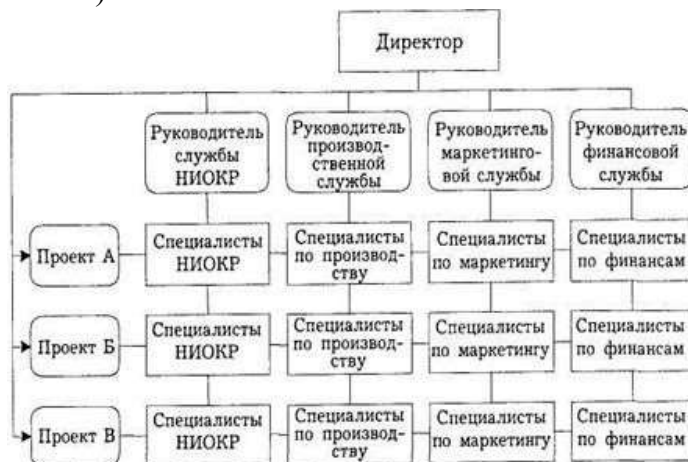 )
Директор
Руководитель
службы
НИОКР
Руководитель
производ-
ственной
службы
Руководитель
маркетинго-
вой службы
Руководитель
финансовой
службы
Проект А
Специалисты
НИОКР
Специалисты
по производ-
ству
Специалисты
по маркетингу
Специалисты
по финансам
Проект Б
Специалисты
НИОКР
Специалисты
по производ-
ству
Специалисты
по маркетингу
Специалисты
по финансам
Проект В
Специалисты
НИОКР
Специалисты
по производ-
ству
Специалисты
по маркетингу
Специалисты
по финансам